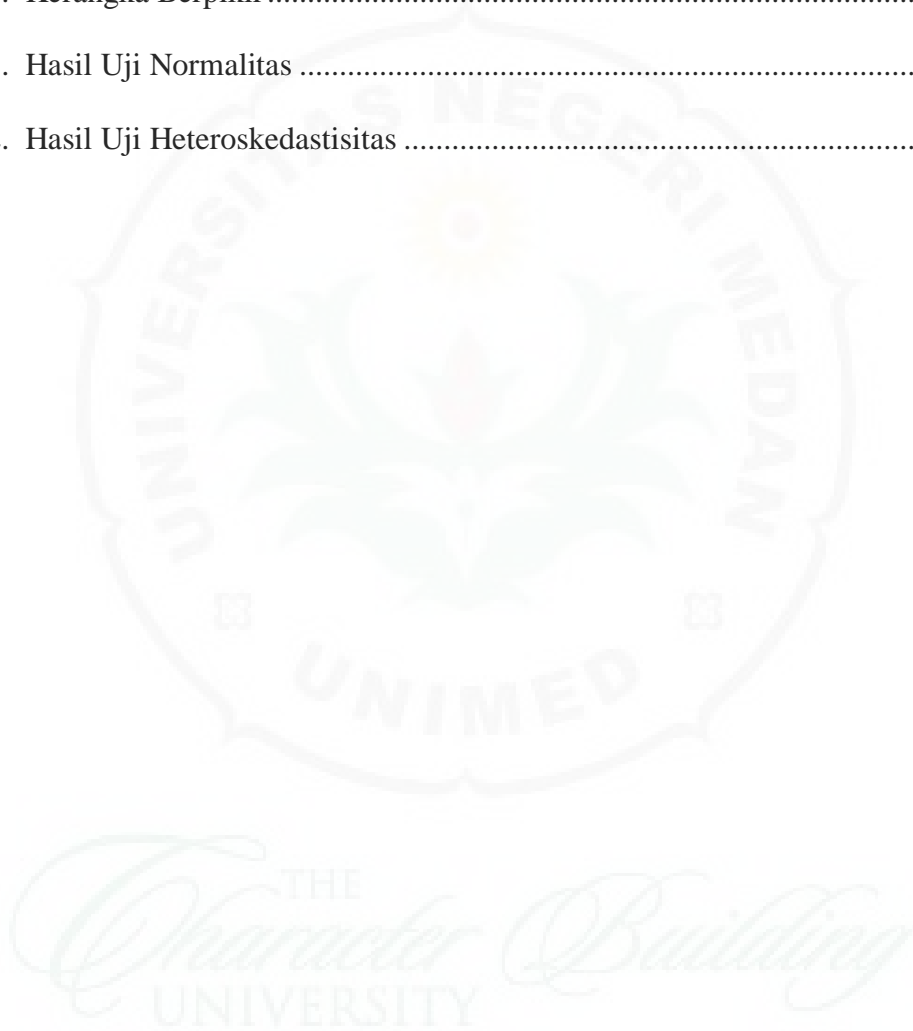 . Kerangka Berpikir ................................................................................
. Hasil Uji Normalitas .............................................................................
. Hasil Uji Heteroskedastisitas ................................................................
UNIVERSITAS NEGERI MEDAN
UNIMED
THE
Character Building
UNIVERSITY